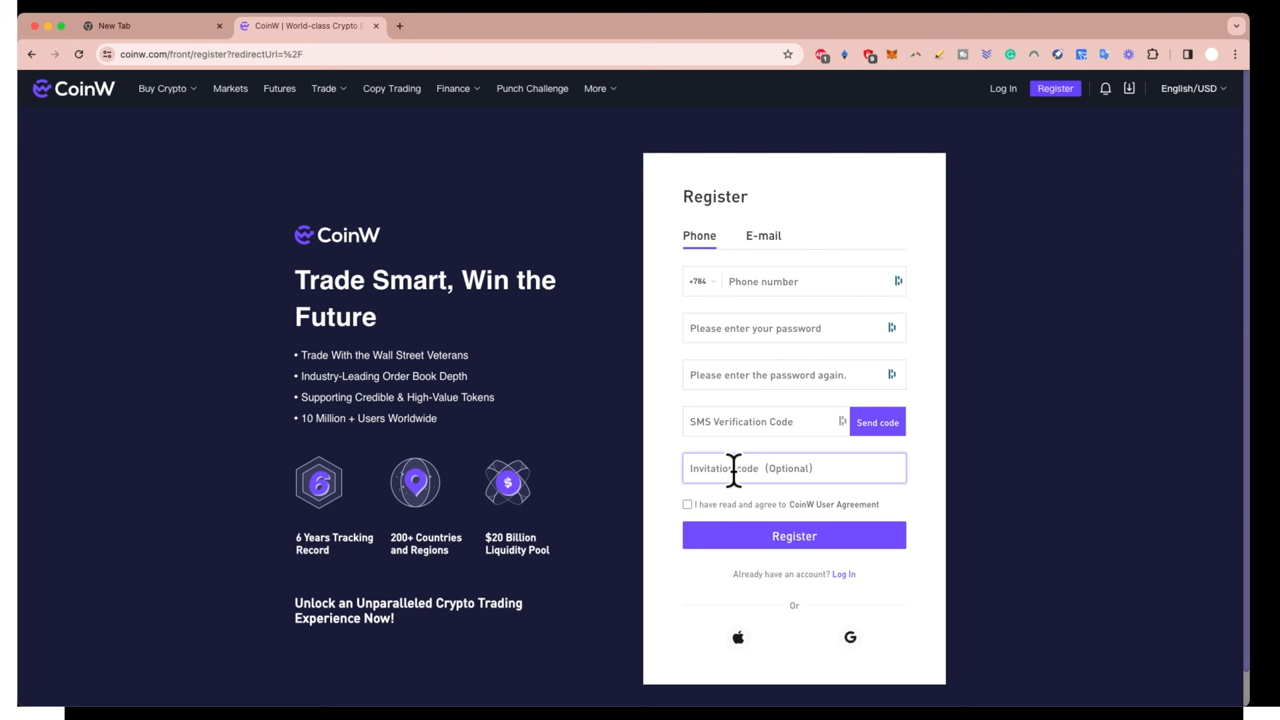 New Tab
CoinW | World-class Crypto E
coinw.com/front/register?redirectUrl=%2F
1
9
CoinW
Buy Crypto
Markets
Futures
Trade
Copy Trading
Finance
Punch Challenge
More
Log In
Register
English/USD
CoinW
Trade Smart, Win the
Future
• Trade With the Wall Street Veterans
• Industry-Leading Order Book Depth
• Supporting Credible & High-Value Tokens
• 10 Million + Users Worldwide
6
$
6 Years Tracking
Record
200+ Countries
and Regions
$20 Billion
Liquidity Pool
Unlock an Unparalleled Crypto Trading
Experience Now!
Register
Phone
E-mail
+784
Phone number
Please enter your password
Please enter the password again.
SMS Verification Code
Send code
Invitation code (Optional)
I have read and agree to CoinW User Agreement
Register
Already have an account? Log In
Or
G